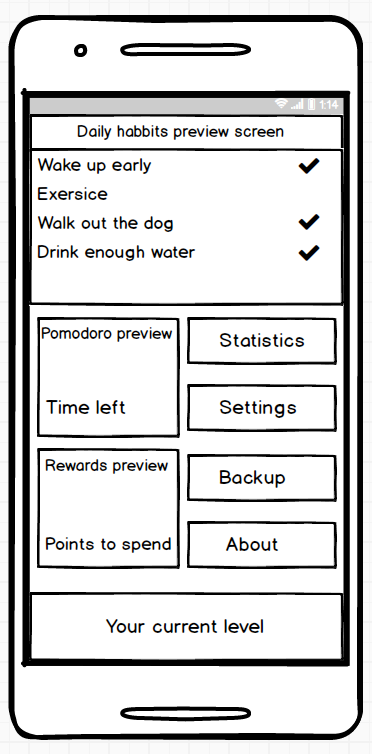 1:14
Daily habbits preview screen
Wake up early
Exersice
Walk out the dog
Drink enough water
Pomodoro preview
Time left
Statistics
Settings
Rewards preview
Points to spend
Backup
About
Your current level